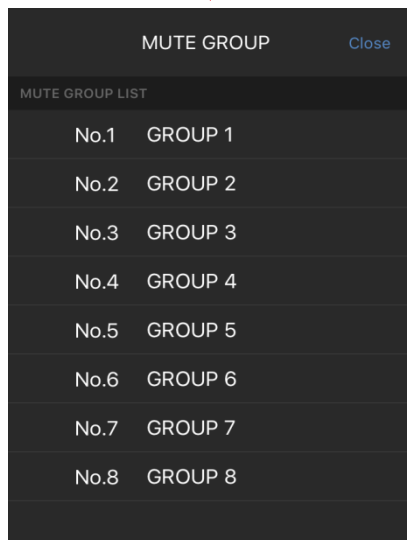 MUTE GROUP Close
MUTE GROUP LIST
No.1 GROUP 1
No.2 GROUP 2
No.3 GROUP 3
No.4 GROUP 4
No.5 GROUP 5
No.6 GROUP 6
No.7 GROUP 7
No.8 GROUP 8